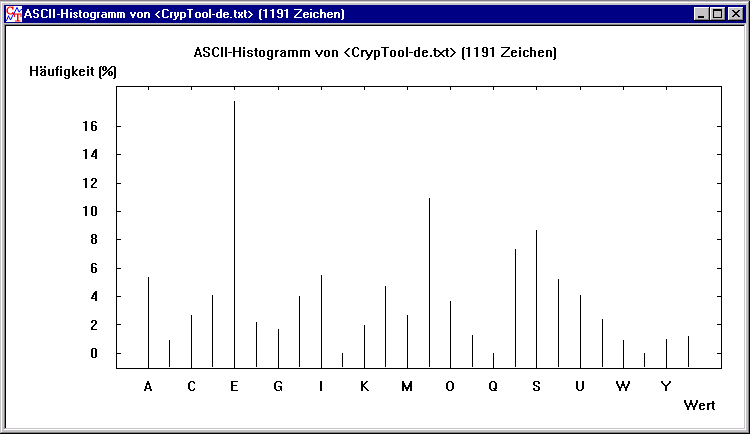 ASCII-Histogramm von <CrypTool-de.txt> (1191 Zeichen)
ASCII-Histogramm von <CrypTool-de.txt> (1191 Zeichen)
Häufigkeit (%)
16
14
12
10
8
6
4
2
0
A C E G I K M O Q S U W Y
Wert